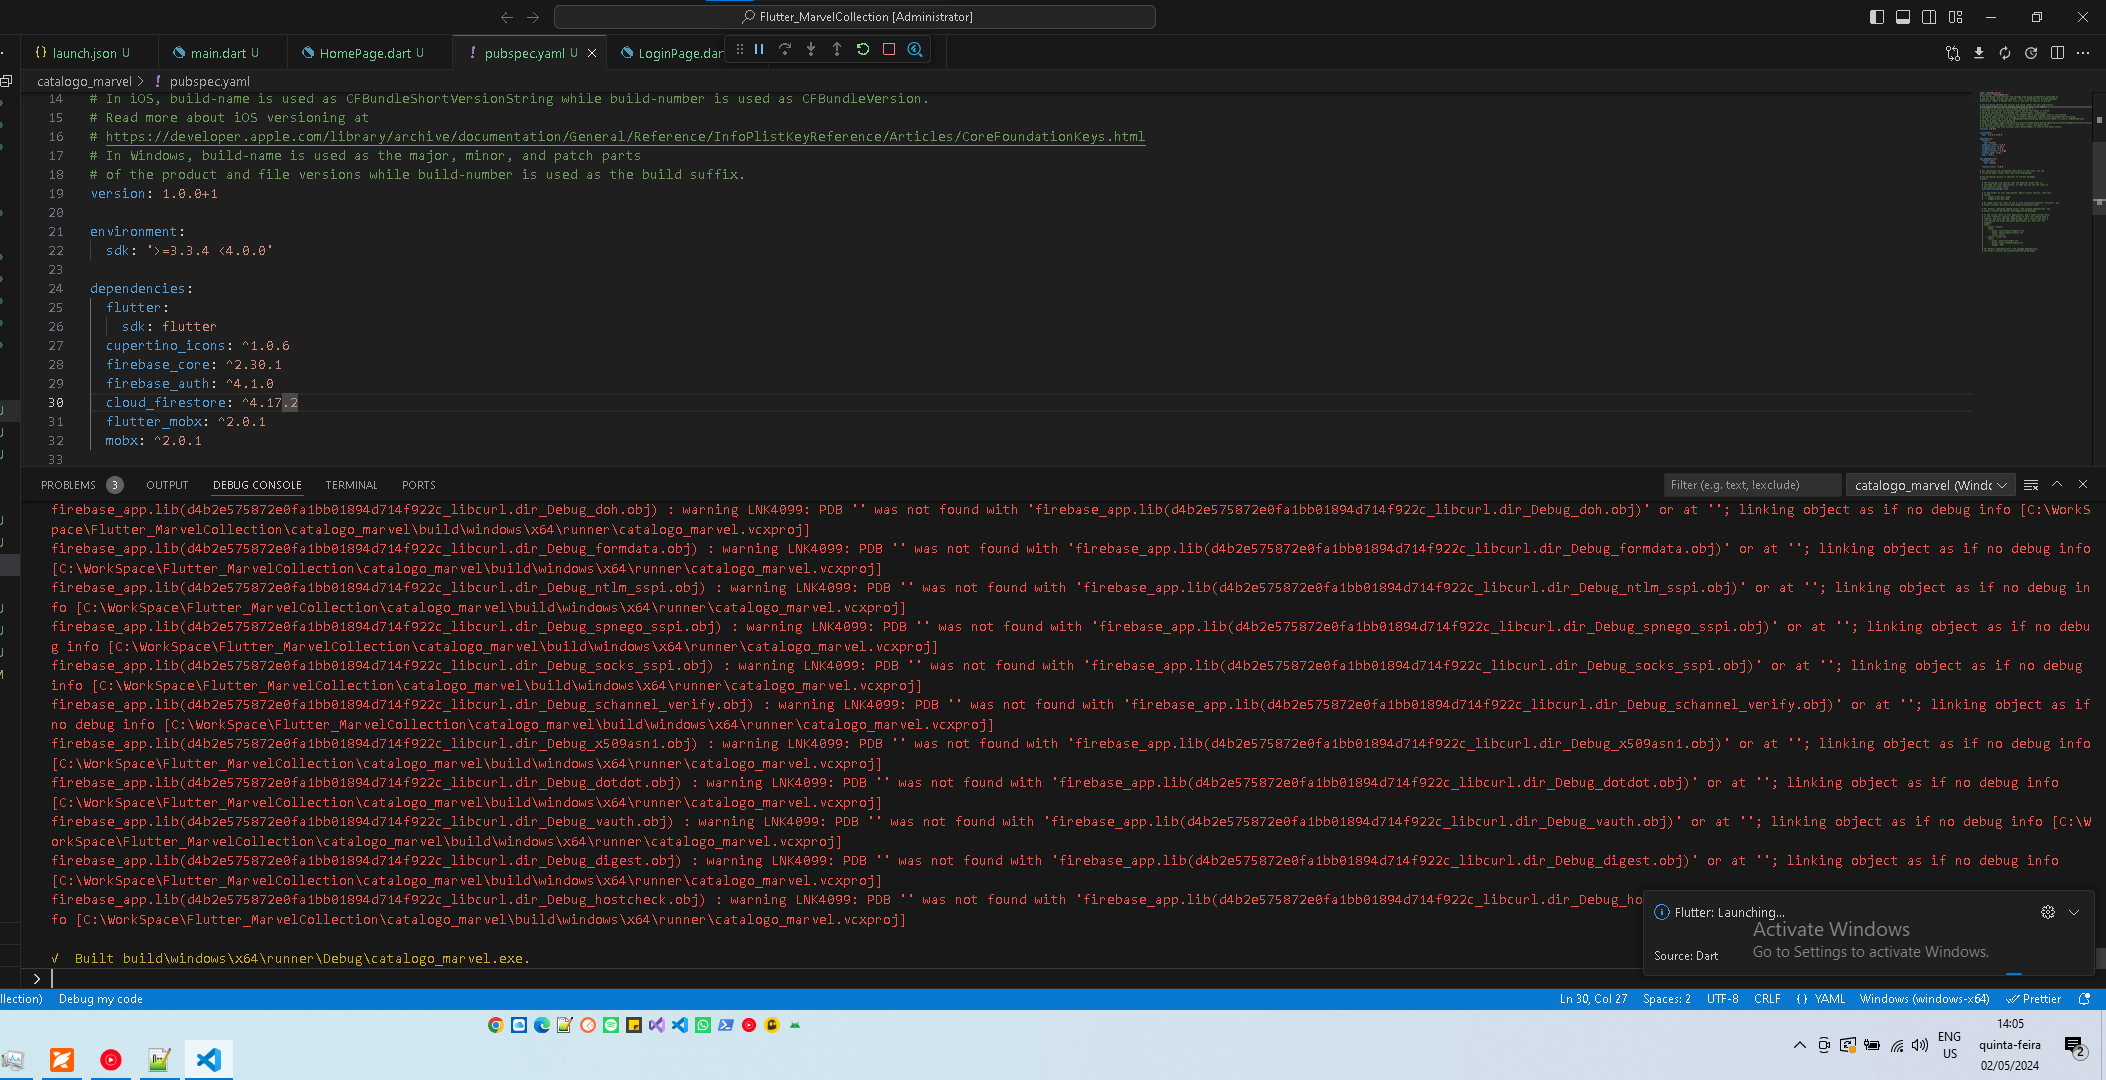 Flutter_MarvelCollection [Administrator]
launch.json U
main.dart U
HomePage.dart U
pubspec.yaml U
LoginPage.dar
catalogo_marvel > ! pubspec.yaml
14 # In iOS, build-name is used as CFBundleShortVersionString while build-number is used as CFBundleVersion.
15 # Read more about iOS versioning at
16 # https://developer.apple.com/library/archive/documentation/General/Reference/InfoPlistKeyReference/Articles/CoreFoundationKeys.html
17 # In Windows, build-name is used as the major, minor, and patch parts
18 # of the product and file versions while build-number is used as the build suffix.
19 version: 1.0.0+1
20
21 environment:
22 sdk: '>=3.3.4 <4.0.0'
23
24 dependencies:
25 flutter:
26 sdk: flutter
27 cupertino_icons: ^1.0.6
28 firebase_core: ^2.30.1
29 firebase_auth: ^4.1.0
30 cloud_firestore: ^4.17.2
31 flutter_mobx: ^2.0.1
32 mobx: ^2.0.1
33
PROBLEMS 3 OUTPUT DEBUG CONSOLE TERMINAL PORTS
Filter (e.g. text, !exclude)
catalogo_marvel (Windc
firebase_app.lib(d4b2e575872e0fa1bb01894d714f922c_libcurl.dir_Debug_doh.obj) : warning LNK4099: PDB '' was not found with 'firebase_app.lib(d4b2e575872e0fa1bb01894d714f922c_libcurl.dir_Debug_doh.obj)' or at ''; linking object as if no debug info [C:\WorkS
pace\Flutter_MarvelCollection\catalogo_marvel\build\windows\x64\runner\catalogo_marvel.vcxproj]
firebase_app.lib(d4b2e575872e0fa1bb01894d714f922c_libcurl.dir_Debug_formdata.obj) : warning LNK4099: PDB '' was not found with 'firebase_app.lib(d4b2e575872e0fa1bb01894d714f922c_libcurl.dir_Debug_formdata.obj)' or at ''; linking object as if no debug info
[C:\WorkSpace\Flutter_MarvelCollection\catalogo_marvel\build\windows\x64\runner\catalogo_marvel.vcxproj]
firebase_app.lib(d4b2e575872e0fa1bb01894d714f922c_libcurl.dir_Debug_ntlm_sspi.obj) : warning LNK4099: PDB '' was not found with 'firebase_app.lib(d4b2e575872e0fa1bb01894d714f922c_libcurl.dir_Debug_ntlm_sspi.obj)' or at ''; linking object as if no debug in
fo [C:\WorkSpace\Flutter_MarvelCollection\catalogo_marvel\build\windows\x64\runner\catalogo_marvel.vcxproj]
firebase_app.lib(d4b2e575872e0fa1bb01894d714f922c_libcurl.dir_Debug_spnego_sspi.obj) : warning LNK4099: PDB '' was not found with 'firebase_app.lib(d4b2e575872e0fa1bb01894d714f922c_libcurl.dir_Debug_spnego_sspi.obj)' or at ''; linking object as if no debu
g info [C:\WorkSpace\Flutter_MarvelCollection\catalogo_marvel\build\windows\x64\runner\catalogo_marvel.vcxproj]
firebase_app.lib(d4b2e575872e0fa1bb01894d714f922c_libcurl.dir_Debug_socks_sspi.obj) : warning LNK4099: PDB '' was not found with 'firebase_app.lib(d4b2e575872e0fa1bb01894d714f922c_libcurl.dir_Debug_socks_sspi.obj)' or at ''; linking object as if no debug
info [C:\WorkSpace\Flutter_MarvelCollection\catalogo_marvel\build\windows\x64\runner\catalogo_marvel.vcxproj]
firebase_app.lib(d4b2e575872e0fa1bb01894d714f922c_libcurl.dir_Debug_schannel_verify.obj) : warning LNK4099: PDB '' was not found with 'firebase_app.lib(d4b2e575872e0fa1bb01894d714f922c_libcurl.dir_Debug_schannel_verify.obj)' or at ''; linking object as if
no debug info [C:\WorkSpace\Flutter_MarvelCollection\catalogo_marvel\build\windows\x64\runner\catalogo_marvel.vcxproj]
firebase_app.lib(d4b2e575872e0fa1bb01894d714f922c_libcurl.dir_Debug_x509asn1.obj) : warning LNK4099: PDB '' was not found with 'firebase_app.lib(d4b2e575872e0fa1bb01894d714f922c_libcurl.dir_Debug_x509asn1.obj)' or at ''; linking object as if no debug info
[C:\WorkSpace\Flutter_MarvelCollection\catalogo_marvel\build\windows\x64\runner\catalogo_marvel.vcxproj]
firebase_app.lib(d4b2e575872e0fa1bb01894d714f922c_libcurl.dir_Debug_dotdot.obj) : warning LNK4099: PDB '' was not found with 'firebase_app.lib(d4b2e575872e0fa1bb01894d714f922c_libcurl.dir_Debug_dotdot.obj)' or at ''; linking object as if no debug info
[C:\WorkSpace\Flutter_MarvelCollection\catalogo_marvel\build\windows\x64\runner\catalogo_marvel.vcxproj]
firebase_app.lib(d4b2e575872e0fa1bb01894d714f922c_libcurl.dir_Debug_vauth.obj) : warning LNK4099: PDB '' was not found with 'firebase_app.lib(d4b2e575872e0fa1bb01894d714f922c_libcurl.dir_Debug_vauth.obj)' or at ''; linking object as if no debug info [C:\W
orkSpace\Flutter_MarvelCollection\catalogo_marvel\build\windows\x64\runner\catalogo_marvel.vcxproj]
firebase_app.lib(d4b2e575872e0fa1bb01894d714f922c_libcurl.dir_Debug_digest.obj) : warning LNK4099: PDB '' was not found with 'firebase_app.lib(d4b2e575872e0fa1bb01894d714f922c_libcurl.dir_Debug_digest.obj)' or at ''; linking object as if no debug info
[C:\WorkSpace\Flutter_MarvelCollection\catalogo_marvel\build\windows\x64\runner\catalogo_marvel.vcxproj]
firebase_app.lib(d4b2e575872e0fa1bb01894d714f922c_libcurl.dir_Debug_hostcheck.obj) : warning LNK4099: PDB '' was not found with 'firebase_app.lib(d4b2e575872e0fa1bb01894d714f922c_libcurl.dir_Debug_ho
fo [C:\WorkSpace\Flutter_MarvelCollection\catalogo_marvel\build\windows\x64\runner\catalogo_marvel.vcxproj]
√ Built build\windows\x64\runner\Debug\catalogo_marvel.exe.
Flutter: Launching...
Source: Dart
Activate Windows
Go to Settings to activate Windows.
llection) Debug my code
Ln 30, Col 27 Spaces: 2 UTF-8 CRLF {} YAML Windows (windows-x64) Prettier
ENG
US
14:05
quinta-feira
02/05/2024
2